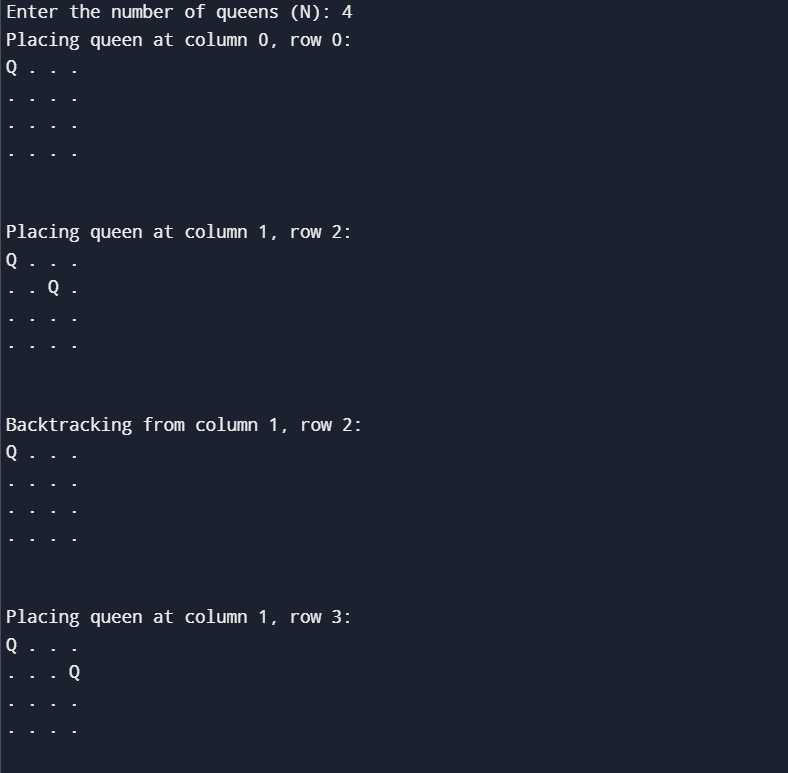 Enter the number of queens (N): 4
Placing queen at column 0, row 0:
Q . . .
. . . .
. . . .
. . . .
Placing queen at column 1, row 2:
Q . . .
. . Q .
. . . .
. . . .
Backtracking from column 1, row 2:
Q . . .
. . . .
. . . .
. . . .
Placing queen at column 1, row 3:
Q . . .
. . . Q
. . . .
. . . .